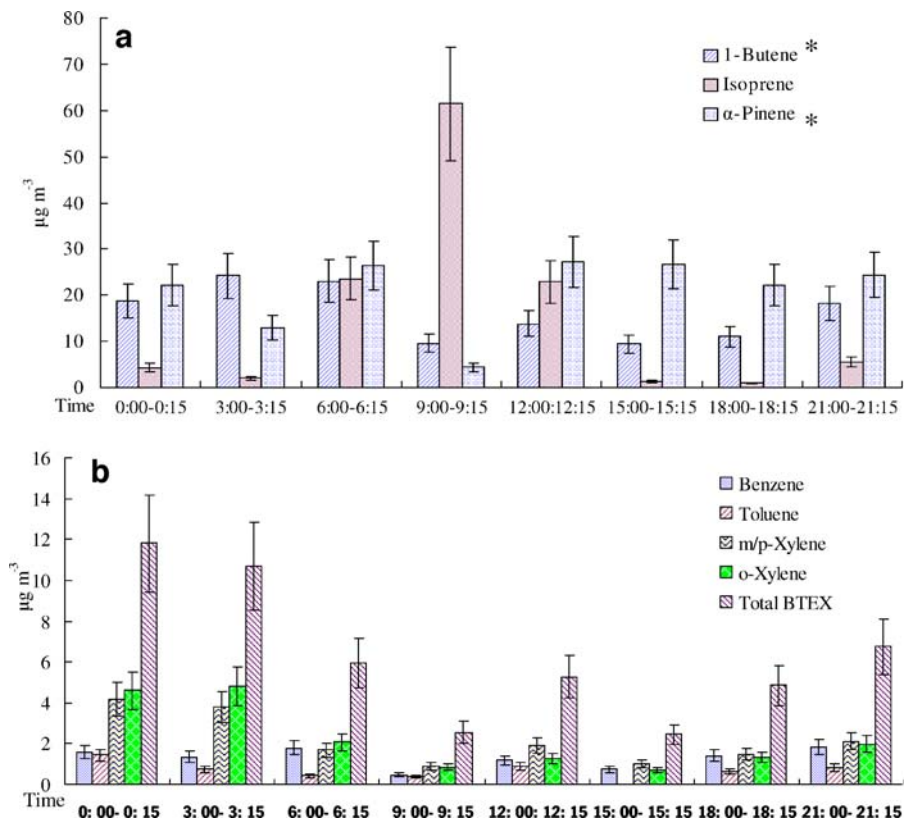 a
80
70
60
50
40
30
20
10
0
µg m-3
1-Butene *
Isoprene
α-Pinene *
Time
0:00-0:15 3:00-3:15 6:00-6:15 9:00-9:15 12:00:12:15 15:00-15:15 18:00-18:15 21:00-21:15
b
16
14
12
10
8
6
4
2
0
µg m-3
Benzene
Toluene
m/p-Xylene
o-Xylene
Total BTEX
Time
0: 00- 0: 15 3: 00- 3: 15 6: 00- 6: 15 9: 00- 9: 15 12: 00: 12: 15 15: 00- 15: 15 18: 00- 18: 15 21: 00- 21: 15